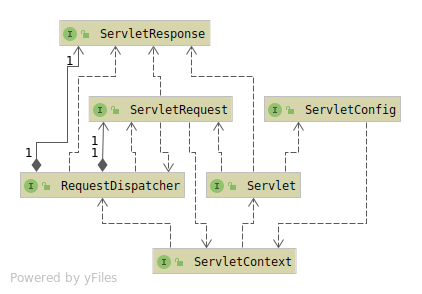 ServletResponse
1
ServletRequest
ServletConfig
1
1
1
RequestDispatcher
Servlet
ServletContext
Powered by yFiles